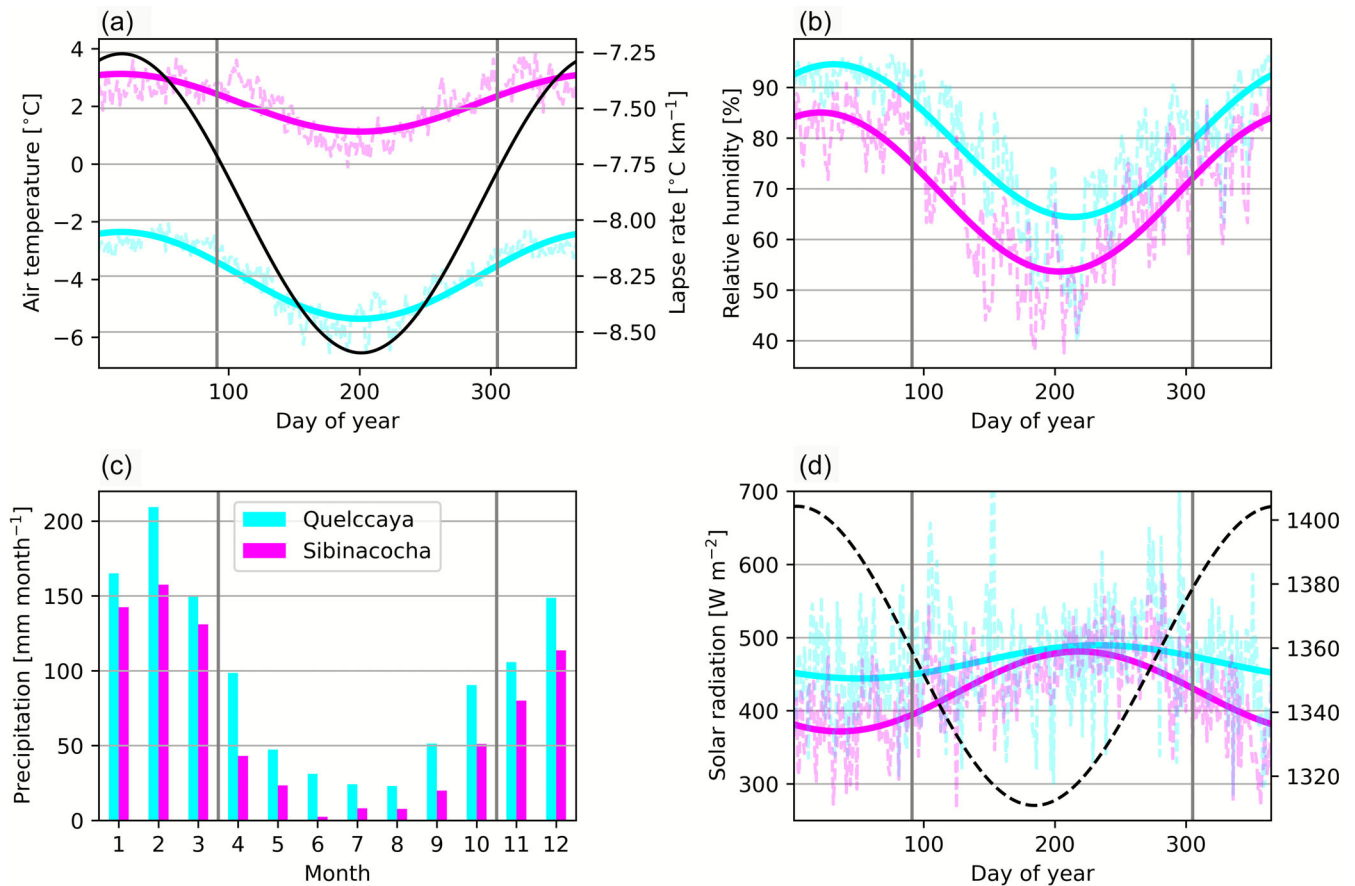 (a)
4
2
0
−2
−4
−6
Air temperature [°C]
−7.25
−7.50
−7.75
−8.00
−8.25
−8.50
Lapse rate [°C km⁻¹]
100
200
300
Day of year
(b)
90
80
70
60
50
40
Relative humidity [%]
100
200
300
Day of year
(c)
200
150
100
50
0
Precipitation [mm month⁻¹]
Quelccaya
Sibinacocha
1 2 3 4 5 6 7 8 9 10 11 12
Month
(d)
700
600
500
400
300
Solar radiation [W m⁻²]
1400
1380
1360
1340
1320
100
200
300
Day of year